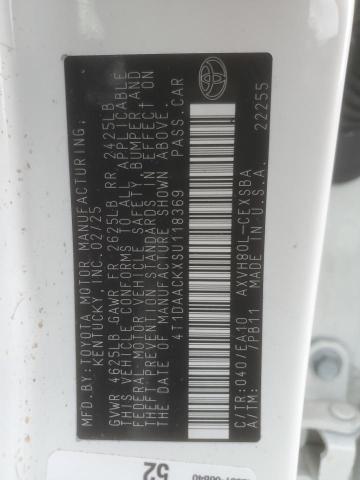 MFD.BY:TOYOTA MOTOR MANUFACTURING,
KENTUCKY, INC. 02/25
GVWR 4625LB GAWR FR 2625LB RR 2425LB
THIS VEHICLE CONFORMS TO ALL APPLICABLE
FEDERAL MOTOR VEHICLE SAFETY, BUMPER AND
THEFT PREVENTION STANDARDS IN EFFECT ON
THE DATE OF MANUFACTURE SHOWN ABOVE.
4T1DAACKXSU118369 PASS.CAR
C/TR:040/EA10 AXVH80L-CEXSBA
A/TM: /PB11 MADE IN U.S.A.
22255
52